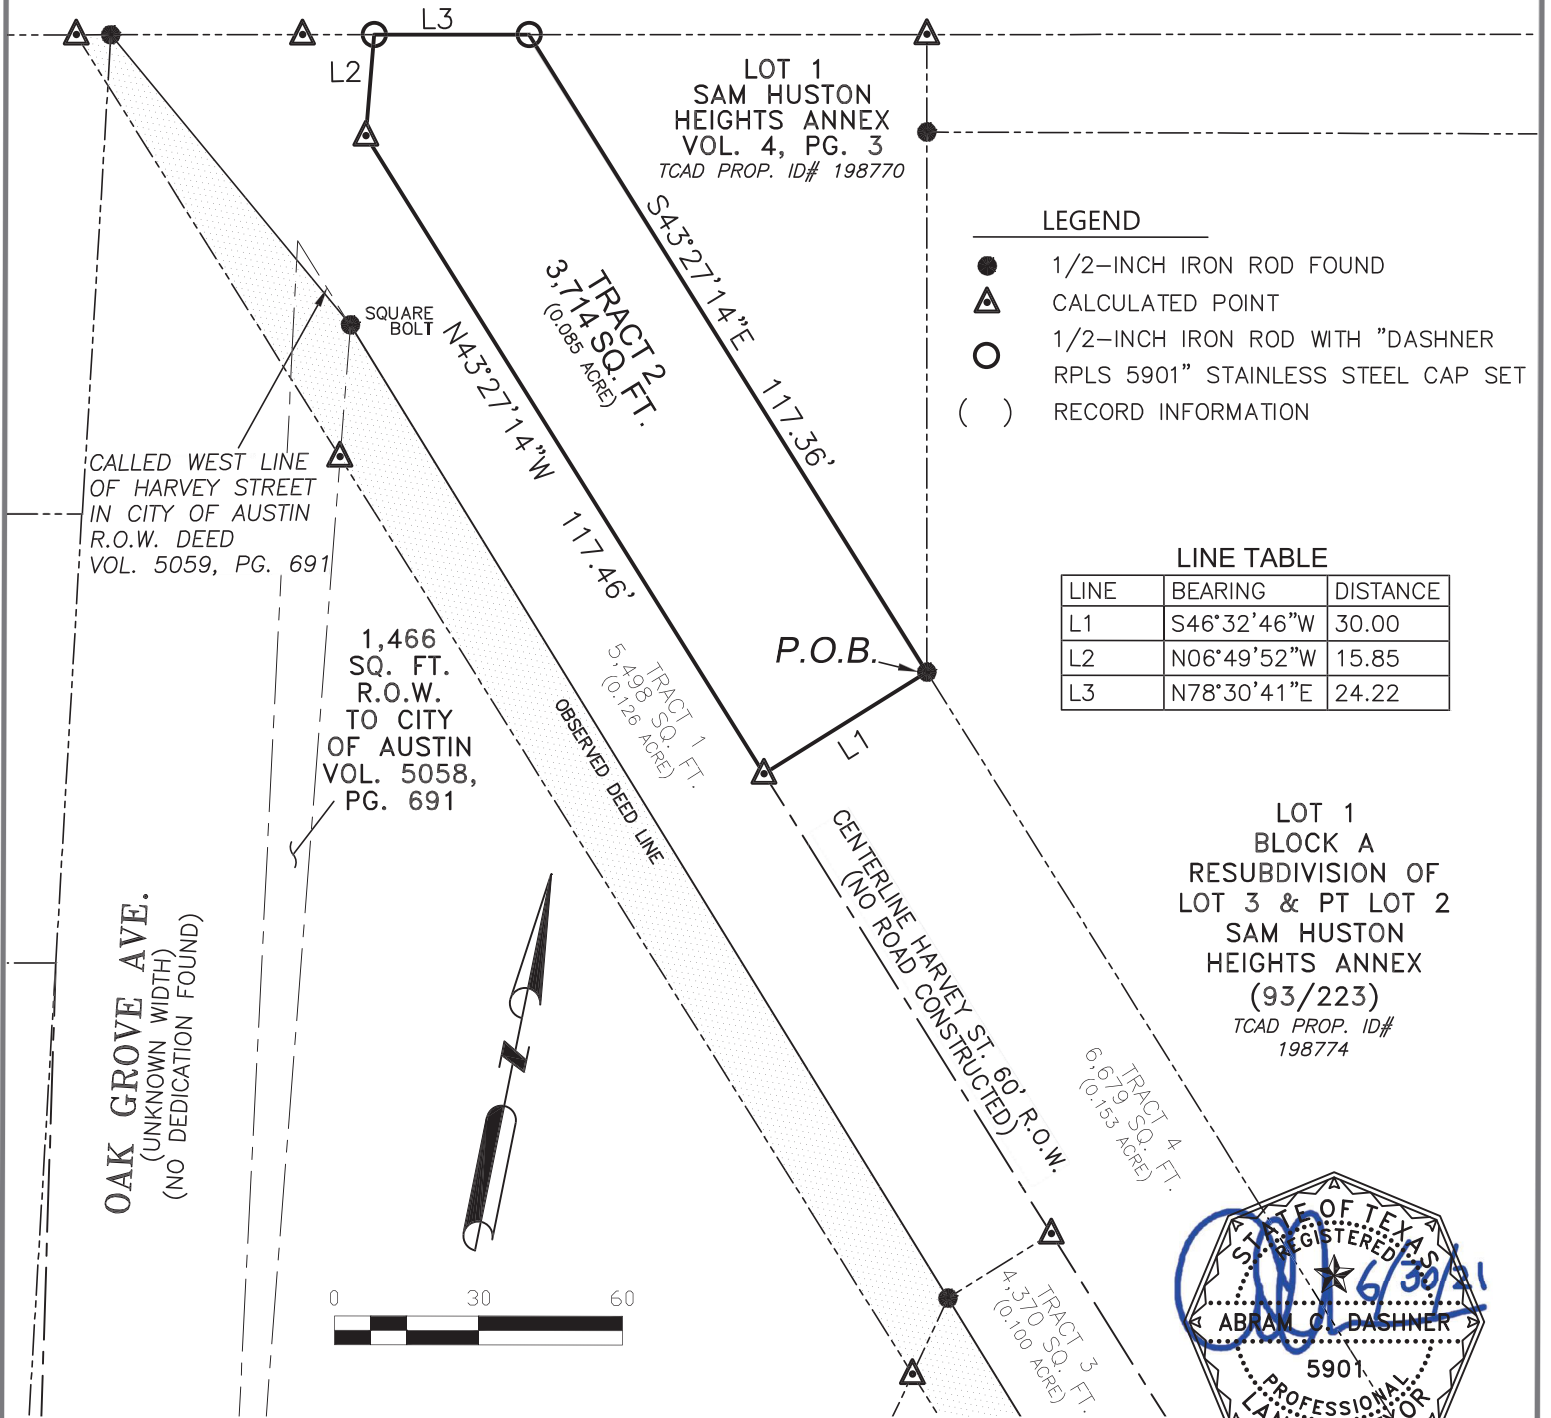 L3
L2
LOT 1
SAM HUSTON
HEIGHTS ANNEX
VOL. 4, PG. 3
TCAD PROP. ID# 198770
S43°27'14"E 117.36'
TRACT 2
3,714 SQ. FT.
(0.085 ACRE)
N43°27'14"W 117.46'
SQUARE
BOLT
LEGEND
1/2-INCH IRON ROD FOUND
CALCULATED POINT
1/2-INCH IRON ROD WITH "DASHNER
RPLS 5901" STAINLESS STEEL CAP SET
( ) RECORD INFORMATION
CALLED WEST LINE
OF HARVEY STREET
IN CITY OF AUSTIN
R.O.W. DEED
VOL. 5059, PG. 691
LINE TABLE
LINE BEARING DISTANCE
L1 S46°32'46"W 30.00
L2 N06°49'52"W 15.85
L3 N78°30'41"E 24.22
P.O.B.
L1
1,466
SQ. FT.
R.O.W.
TO CITY
OF AUSTIN
VOL. 5058,
PG. 691
TRACT 1
5,498 SQ. FT.
(0.126 ACRE)
OBSERVED DEED LINE
CENTERLINE HARVEY ST. 60' R.O.W.
(NO ROAD CONSTRUCTED)
LOT 1
BLOCK A
RESUBDIVISION OF
LOT 3 & PT LOT 2
SAM HUSTON
HEIGHTS ANNEX
(93/223)
TCAD PROP. ID#
198774
OAK GROVE AVE.
(UNKNOWN WIDTH)
(NO DEDICATION FOUND)
N
TRACT 4
6,679 SQ. FT.
(0.153 ACRE)
0 30 60
TRACT 3
4,370 SQ. FT.
(0.100 ACRE)
STATE OF TEXAS
REGISTERED
6/30/21
ABRAM C. DASHNER
5901
PROFESSIONAL